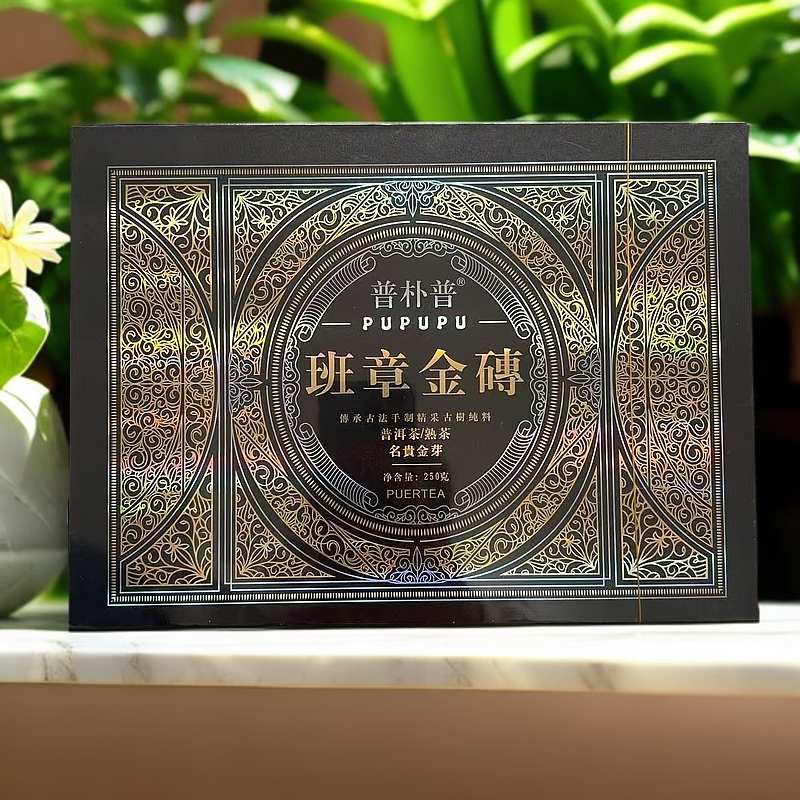 普朴普®
PUPUPU
班章金磚
傳承古法手制精采古樹純料
普洱茶/熟茶
名貴金芽
净含量: 250克
PUERTEA